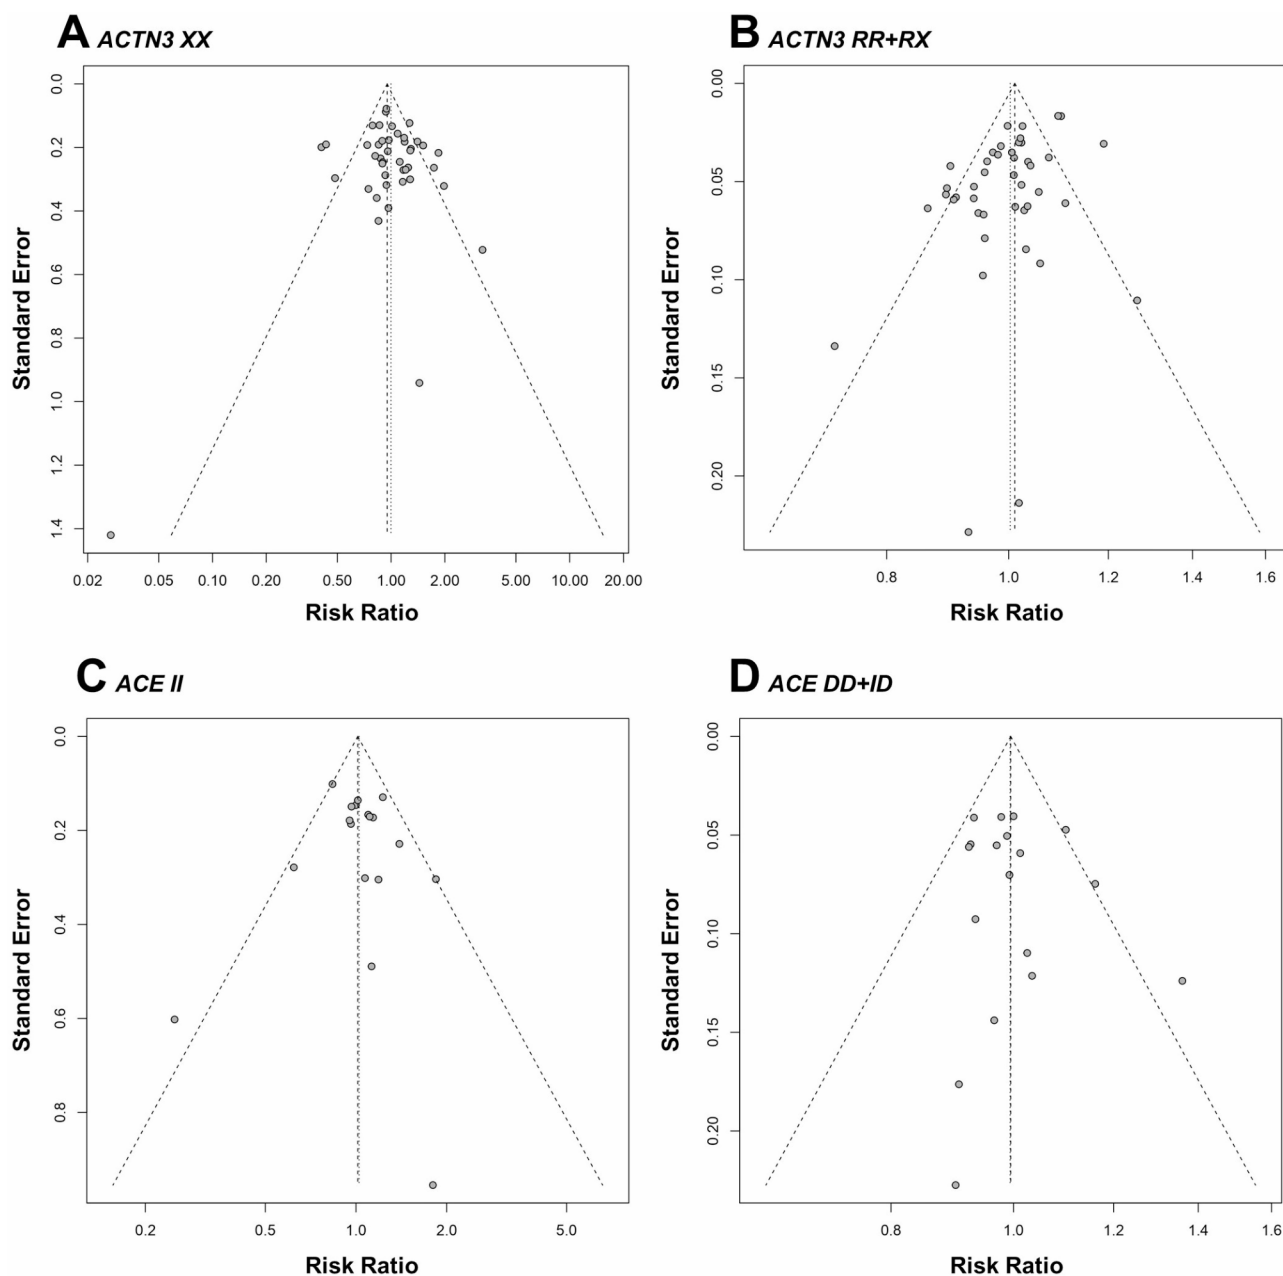 A ACTN3 XX
Standard Error
0.0
0.2
0.4
0.6
0.8
1.0
1.2
1.4
0.02 0.05 0.10 0.20 0.50 1.00 2.00 5.00 10.00 20.00
Risk Ratio
B ACTN3 RR+RX
Standard Error
0.00
0.05
0.10
0.15
0.20
0.8 1.0 1.2 1.4 1.6
Risk Ratio
C ACE II
Standard Error
0.0
0.2
0.4
0.6
0.8
0.2 0.5 1.0 2.0 5.0
Risk Ratio
D ACE DD+ID
Standard Error
0.00
0.05
0.10
0.15
0.20
0.8 1.0 1.2 1.4 1.6
Risk Ratio